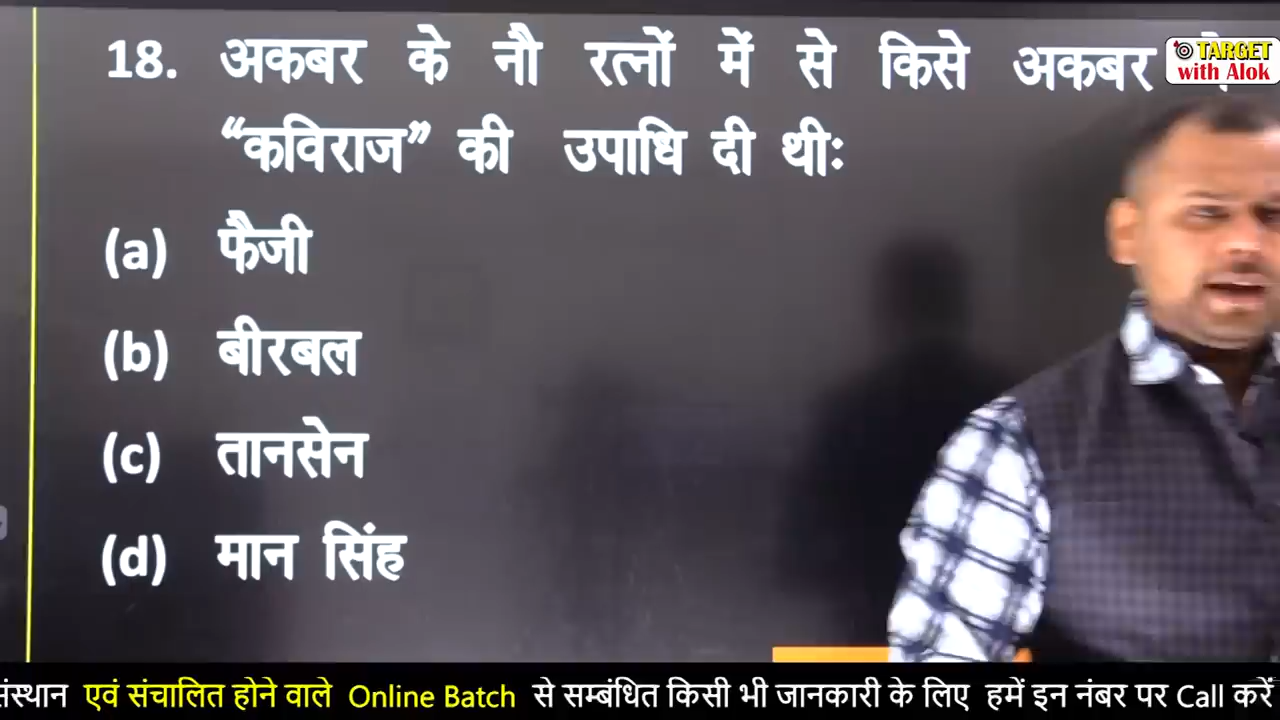 18. अकबर के नौ रत्नों में से किसे अकबर
TARGET
with Alok
“कविराज” की उपाधि दी थीः
(a) फैजी
(b) बीरबल
(c) तानसेन
(d) मान सिंह
संस्थान एवं संचालित होने वाले Online Batch से सम्बंधित किसी भी जानकारी के लिए हमें इन नंबर पर Call करें